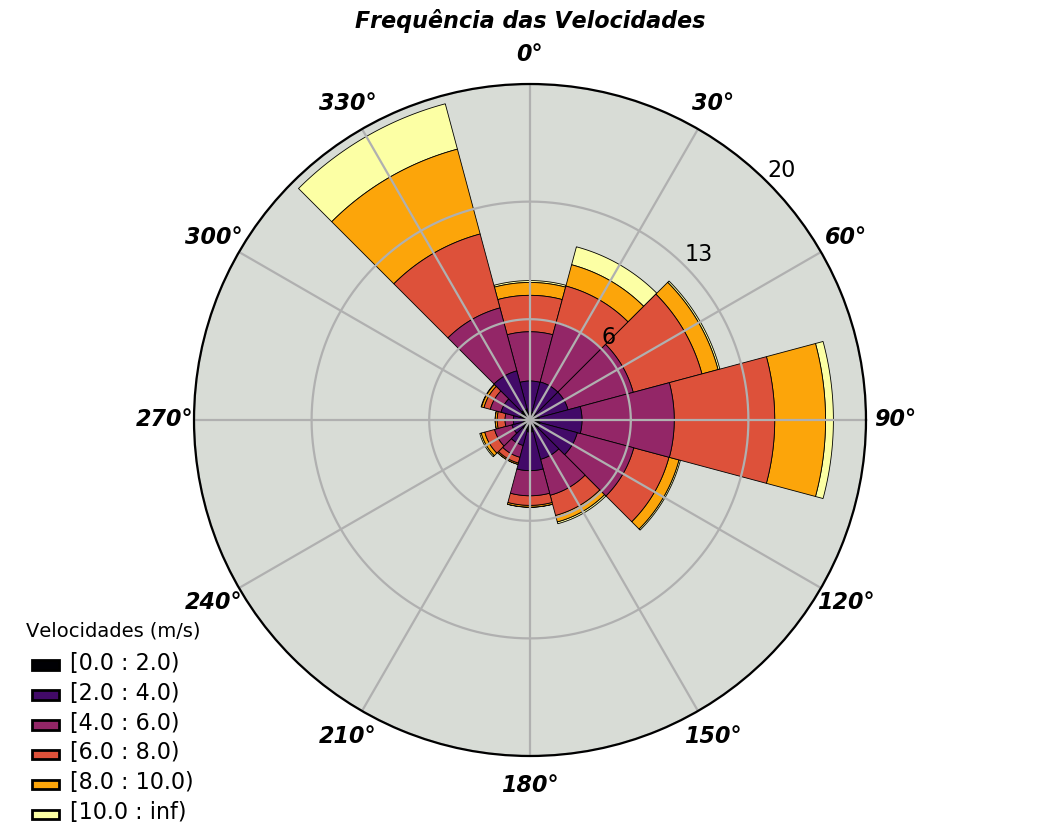 Frequência das Velocidades
0°
330°
30°
20
300°
60°
13
6
270°
90°
240°
120°
210°
150°
180°
Velocidades (m/s)
[0.0 : 2.0)
[2.0 : 4.0)
[4.0 : 6.0)
[6.0 : 8.0)
[8.0 : 10.0)
[10.0 : inf)